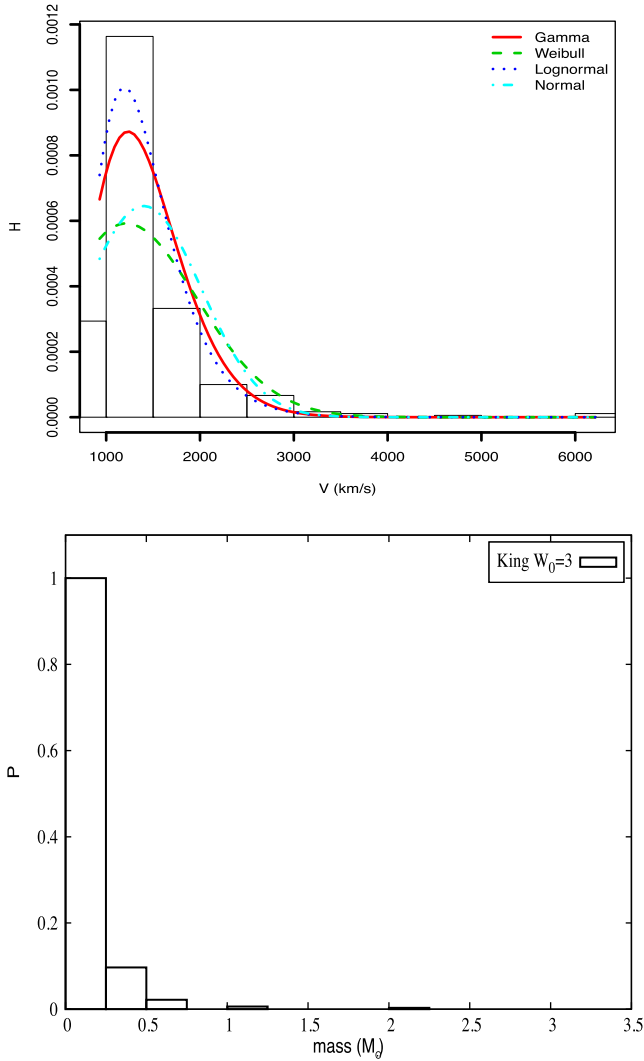 0.0012
0.0010
0.0008
0.0006
0.0004
0.0002
0.0000
H
Gamma
Weibull
Lognormal
Normal
1000 2000 3000 4000 5000 6000
V (km/s)
King W0=3
1
0.8
0.6
0.4
0.2
0
P
0 0.5 1 1.5 2 2.5 3 3.5
mass (M⊙)